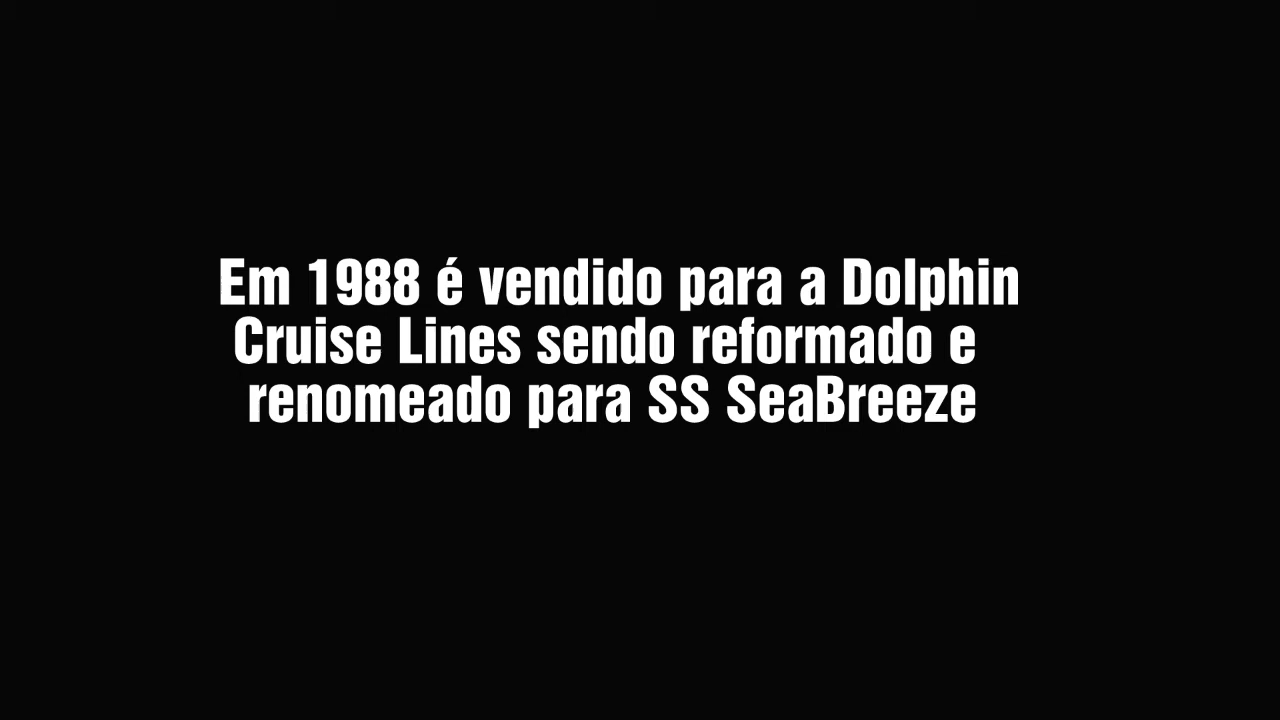 Em 1988 é vendido para a Dolphin
Cruise Lines sendo reformado e
renomeado para SS SeaBreeze